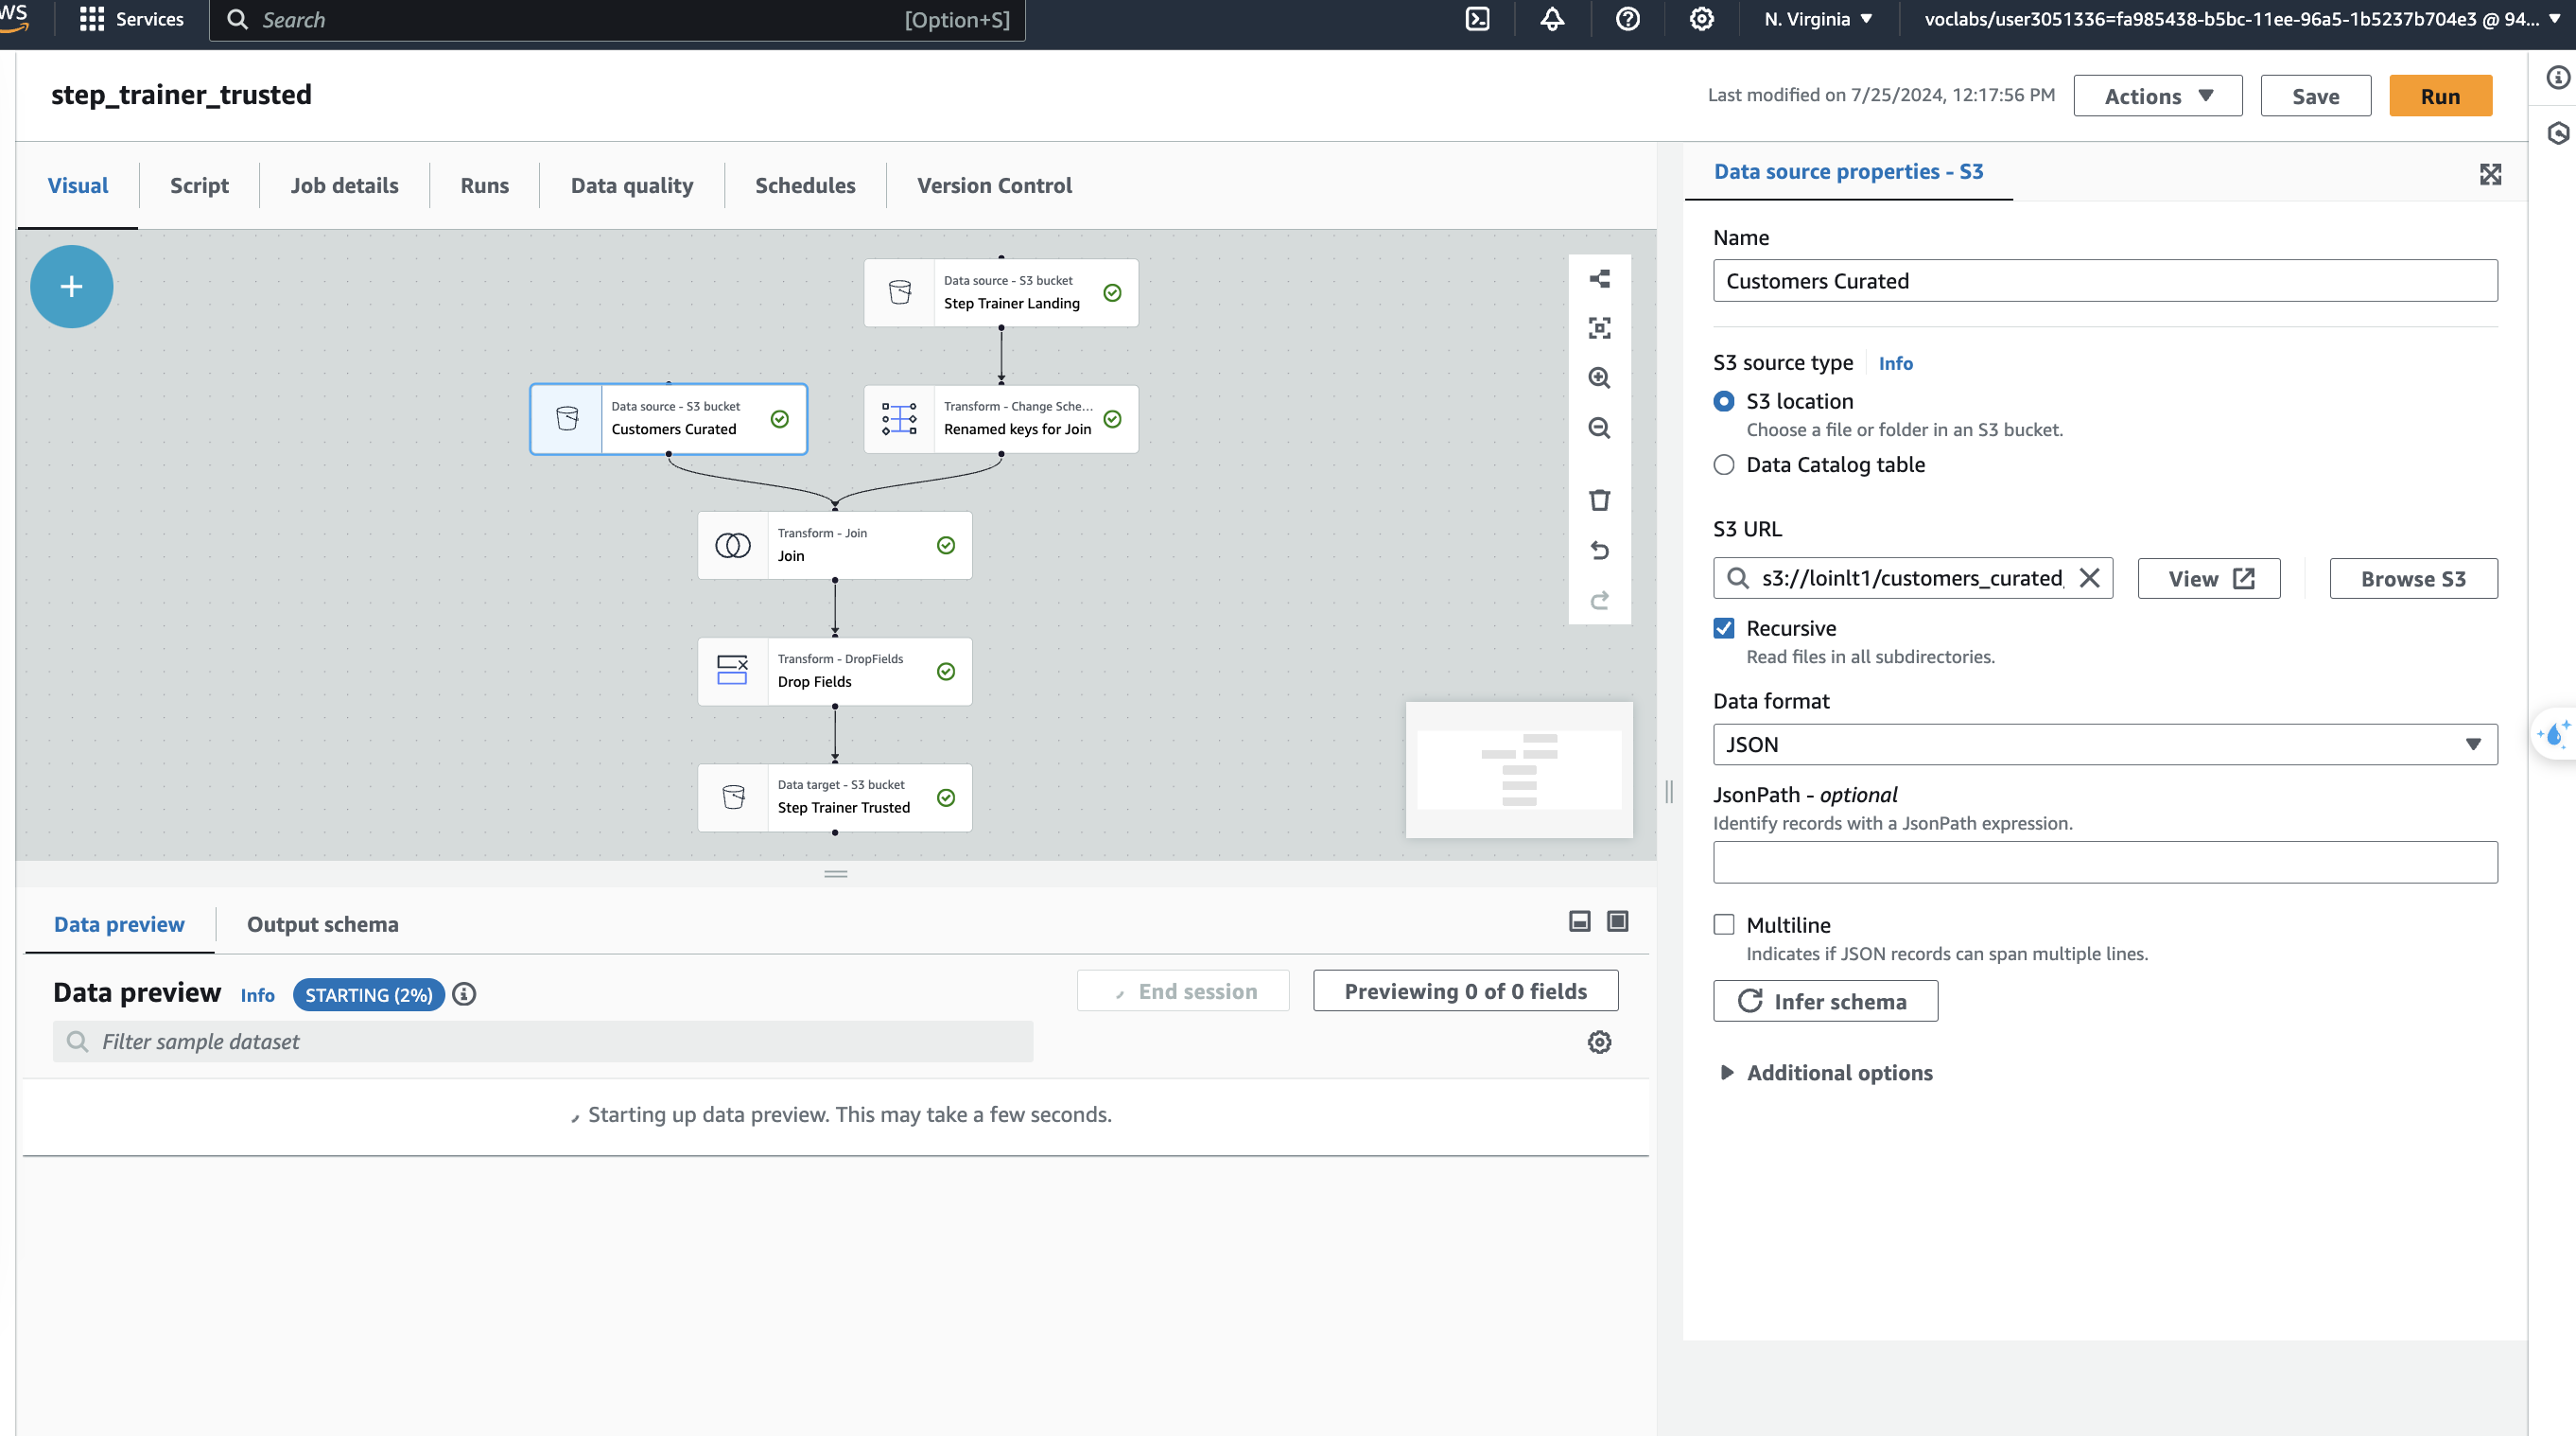 WS
Services
Search
[Option+S]
N. Virginia
voclabs/user3051336=fa985438-b5bc-11ee-96a5-1b5237b704e3 @ 94...
step_trainer_trusted
Last modified on 7/25/2024, 12:17:56 PM
Actions
Save
Run
Visual
Script
Job details
Runs
Data quality
Schedules
Version Control
Data source - S3 bucket
Step Trainer Landing
Data source - S3 bucket
Customers Curated
Transform - Change Sche...
Renamed keys for Join
Transform - Join
Join
Transform - DropFields
Drop Fields
Data target - S3 bucket
Step Trainer Trusted
Data preview
Output schema
Data preview
Info
STARTING (2%)
End session
Previewing 0 of 0 fields
Filter sample dataset
Starting up data preview. This may take a few seconds.
Data source properties - S3
Name
Customers Curated
S3 source type
Info
S3 location
Choose a file or folder in an S3 bucket.
Data Catalog table
S3 URL
s3://loinlt1/customers_curated
View
Browse S3
Recursive
Read files in all subdirectories.
Data format
JSON
JsonPath - optional
Identify records with a JsonPath expression.
Multiline
Indicates if JSON records can span multiple lines.
Infer schema
Additional options